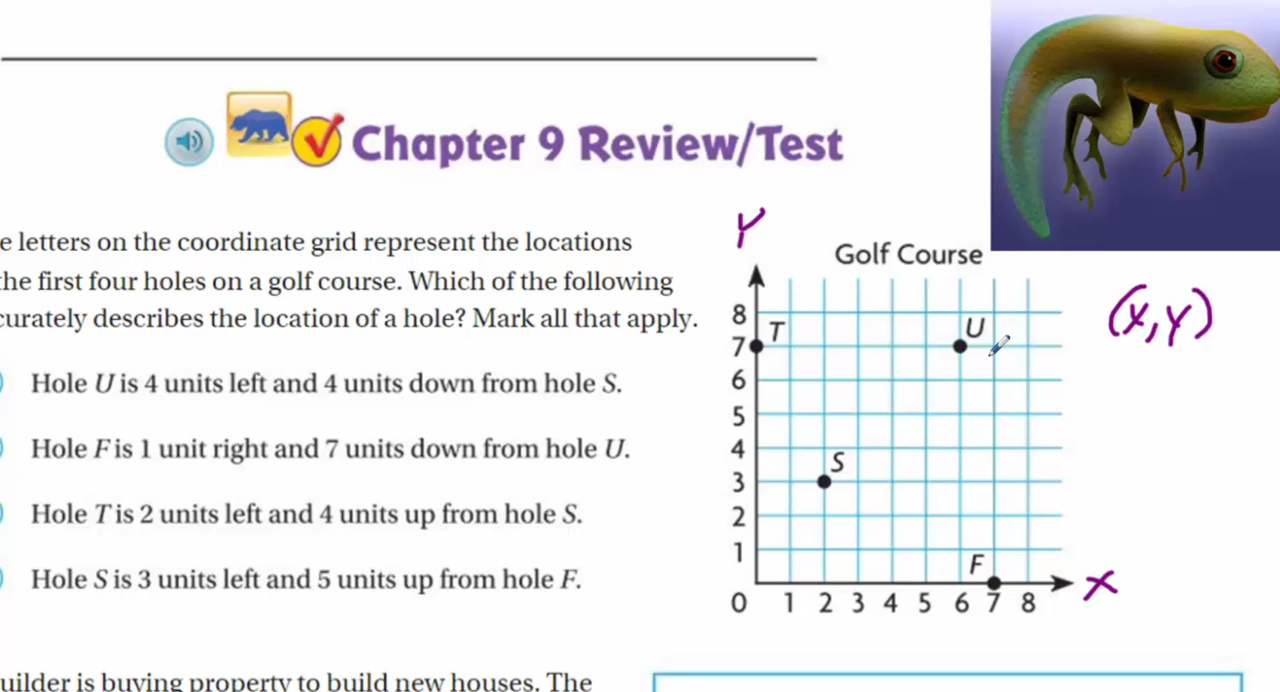 Chapter 9 Review/Test
e letters on the coordinate grid represent the locations
the first four holes on a golf course. Which of the following
curately describes the location of a hole? Mark all that apply.
Hole U is 4 units left and 4 units down from hole S.
Hole F is 1 unit right and 7 units down from hole U.
Hole T is 2 units left and 4 units up from hole S.
Hole S is 3 units left and 5 units up from hole F.
Y
Golf Course
(x,y)
8
T
U
7
6
5
4
S
3
2
1
F
X
0 1 2 3 4 5 6 7 8
uilder is buying property to build new houses. The